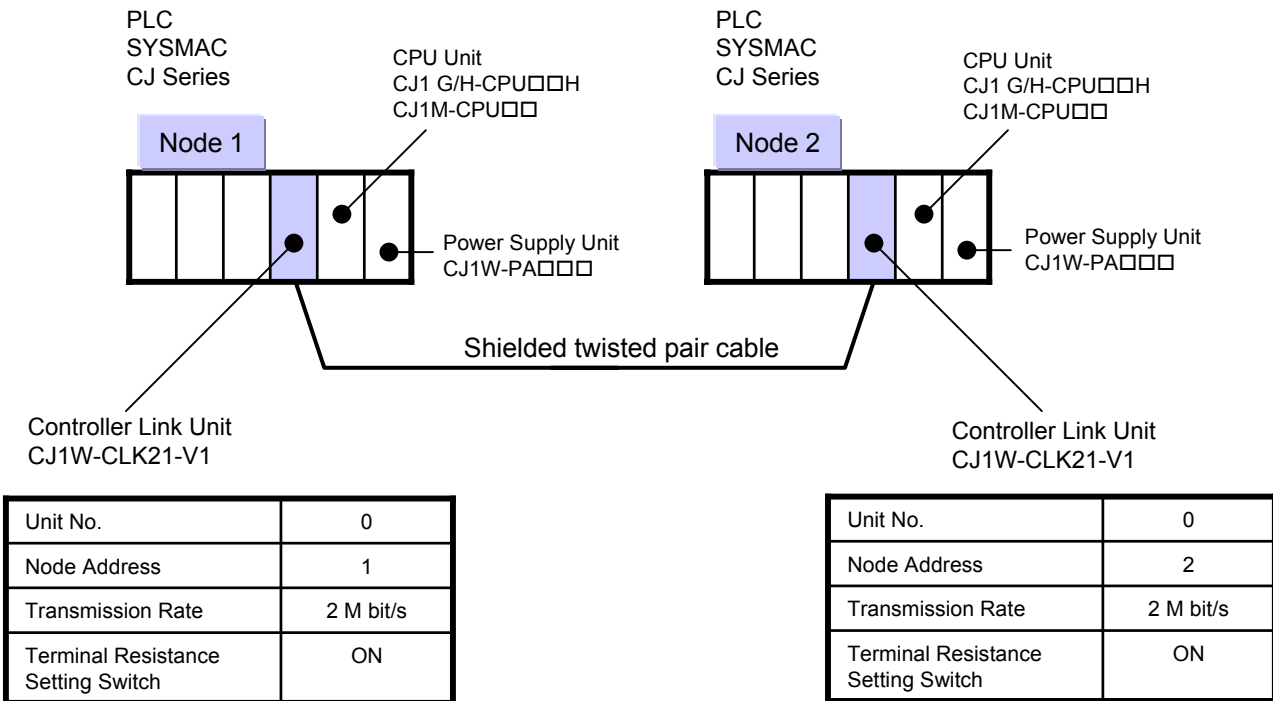 PLC
SYSMAC
CJ Series
CPU Unit
CJ1 G/H-CPU□□H
CJ1M-CPU□□
Node 1
Power Supply Unit
CJ1W-PA□□□
PLC
SYSMAC
CJ Series
CPU Unit
CJ1 G/H-CPU□□H
CJ1M-CPU□□
Node 2
Power Supply Unit
CJ1W-PA□□□
Shielded twisted pair cable
Controller Link Unit
CJ1W-CLK21-V1
Controller Link Unit
CJ1W-CLK21-V1
Unit No. 0
Node Address 1
Transmission Rate 2 M bit/s
Terminal Resistance ON
Setting Switch
Unit No. 0
Node Address 2
Transmission Rate 2 M bit/s
Terminal Resistance ON
Setting Switch